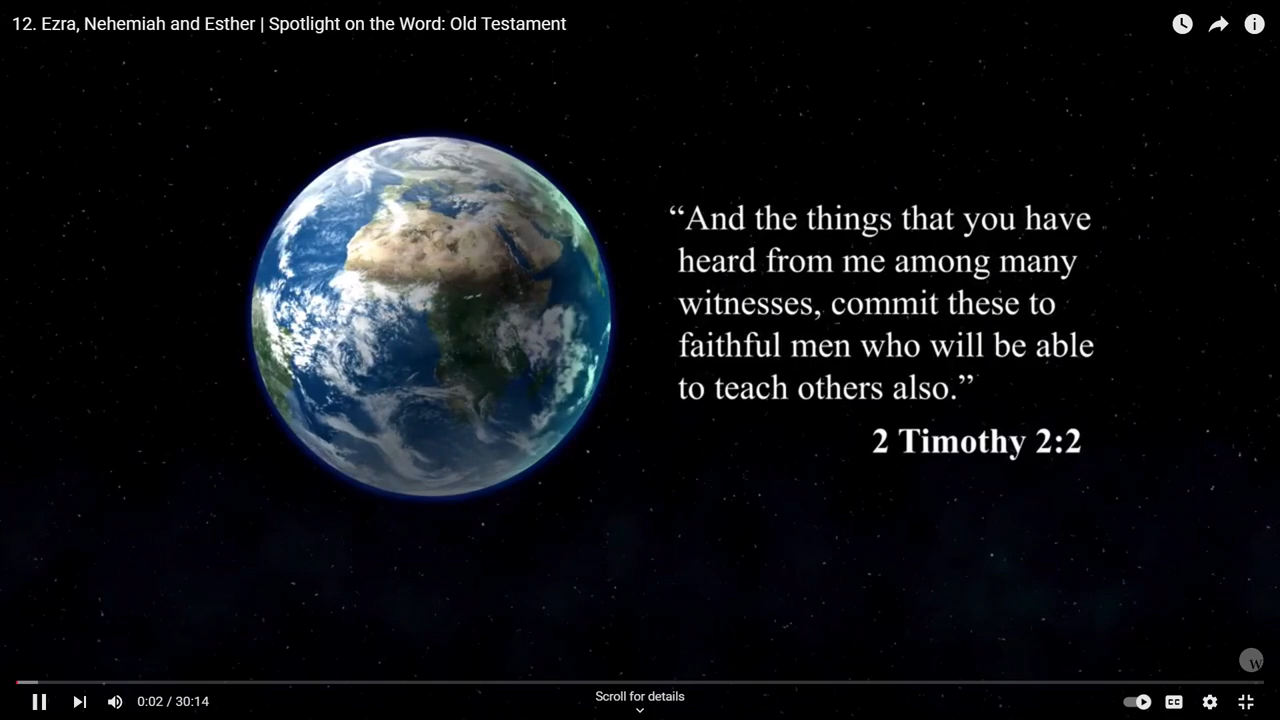 12. Ezra, Nehemiah and Esther | Spotlight on the Word: Old Testament
“And the things that you have
heard from me among many
witnesses, commit these to
faithful men who will be able
to teach others also.”
2 Timothy 2:2
W
0:02 / 30:14
Scroll for details
CC